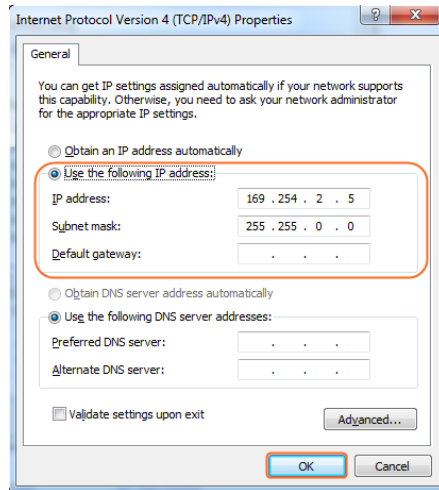 Internet Protocol Version 4 (TCP/IPv4) Properties
General
You can get IP settings assigned automatically if your network supports
this capability. Otherwise, you need to ask your network administrator
for the appropriate IP settings.
Obtain an IP address automatically
Use the following IP address:
IP address: 169 . 254 . 2 . 5
Subnet mask: 255 . 255 . 0 . 0
Default gateway: . . .
Obtain DNS server address automatically
Use the following DNS server addresses:
Preferred DNS server: . . .
Alternate DNS server: . . .
Validate settings upon exit
Advanced...
OK Cancel